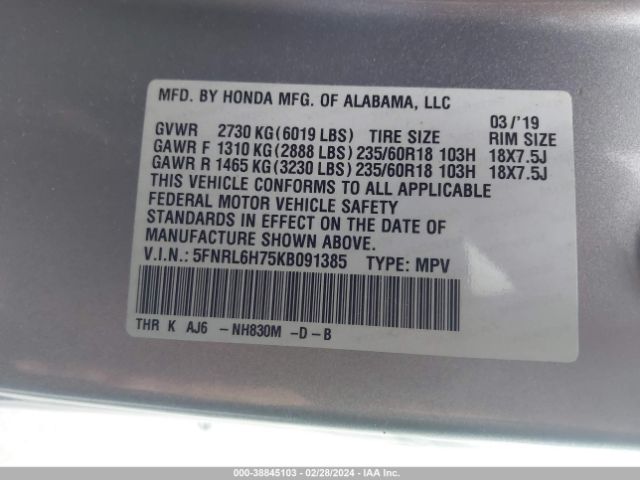 MFD. BY HONDA MFG. OF ALABAMA, LLC
03/'19
GVWR 2730 KG(6019 LBS) TIRE SIZE RIM SIZE
GAWR F 1310 KG(2888 LBS) 235/60R18 103H 18X7.5J
GAWR R 1465 KG(3230 LBS) 235/60R18 103H 18X7.5J
THIS VEHICLE CONFORMS TO ALL APPLICABLE
FEDERAL MOTOR VEHICLE SAFETY
STANDARDS IN EFFECT ON THE DATE OF
MANUFACTURE SHOWN ABOVE.
V.I.N.: 5FNRL6H75KB091385 TYPE: MPV
THR K AJ6 -NH830M -D-B
000-38845103 - 02/28/2024 - IAA Inc.